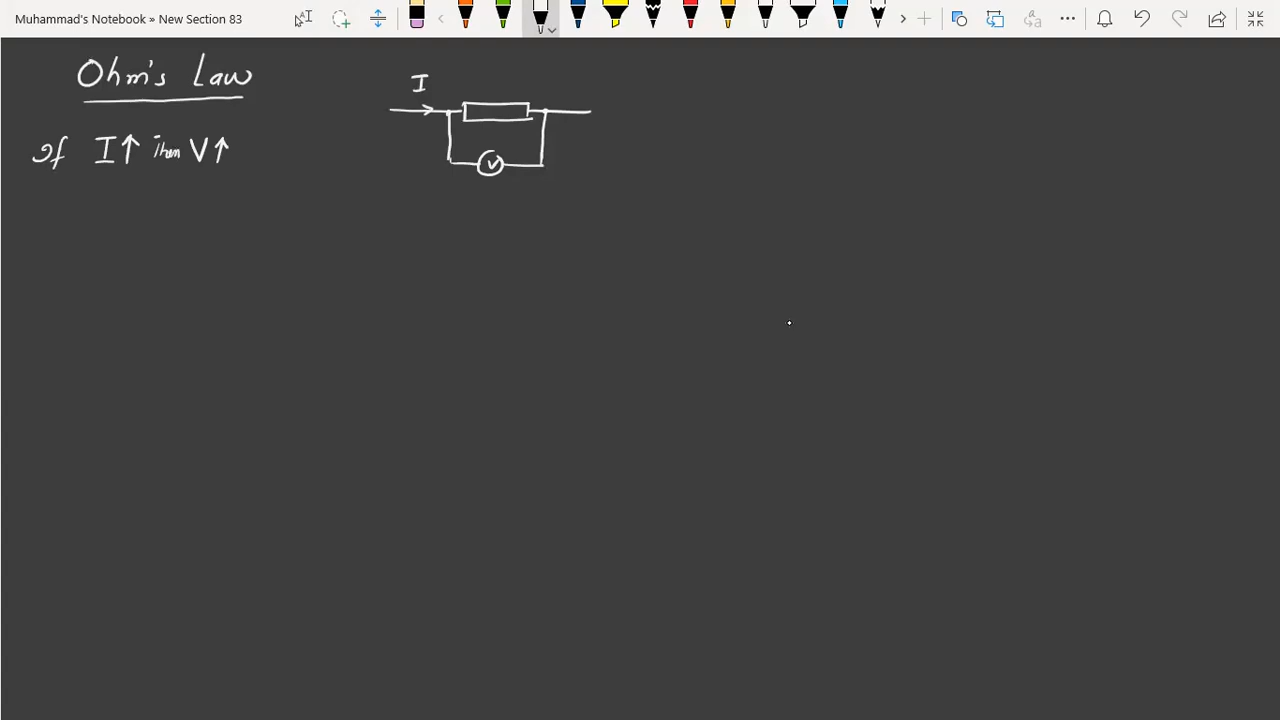 Muhammad's Notebook » New Section 83
Ohm's Law
I
If I↑ then V↑
V